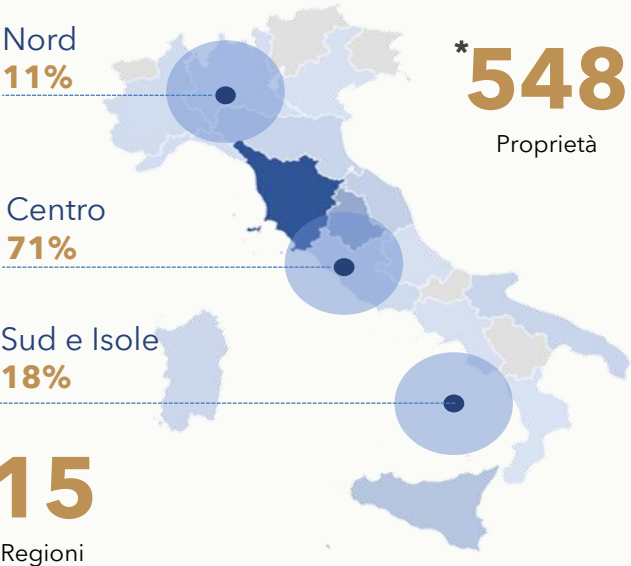 Nord
11%
*548
Proprietà
Centro
71%
Sud e Isole
18%
15
Regioni